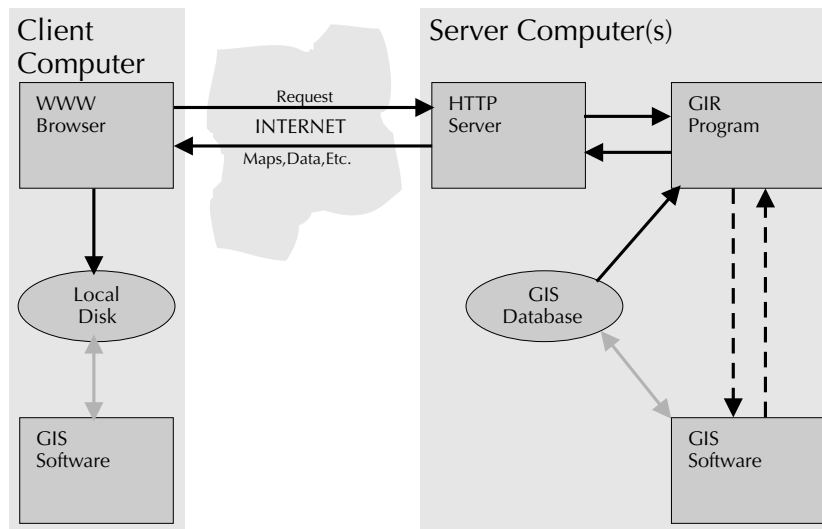 Client
Computer
WWW
Browser
Local
Disk
GIS
Software
Request
INTERNET
Maps,Data,Etc.
Server Computer(s)
HTTP
Server
GIR
Program
GIS
Database
GIS
Software